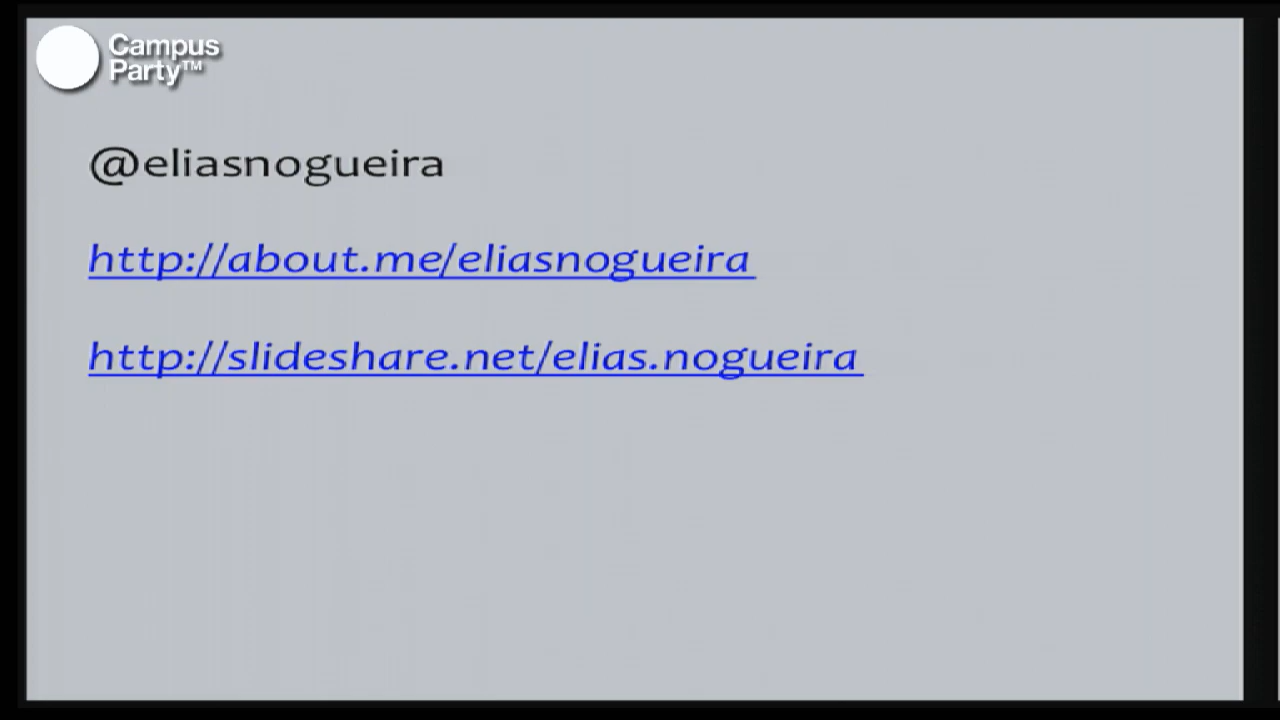 Campus
Party™
@eliasnogueira
http://about.me/eliasnogueira
http://slideshare.net/elias.nogueira